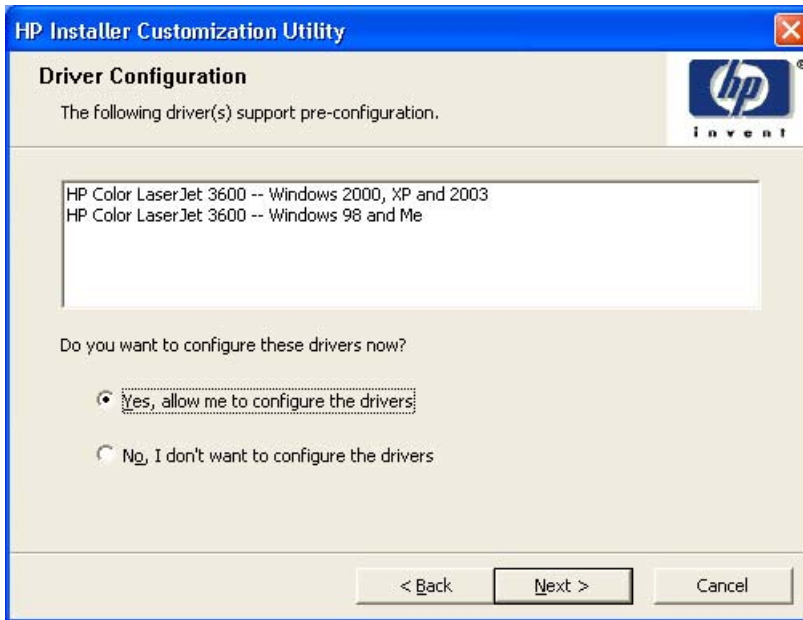 HP Installer Customization Utility
Driver Configuration
The following driver(s) support pre-configuration.
hp
®
invent
HP Color LaserJet 3600 -- Windows 2000, XP and 2003
HP Color LaserJet 3600 -- Windows 98 and Me
Do you want to configure these drivers now?
Yes, allow me to configure the drivers
No, I don't want to configure the drivers
< Back
Next >
Cancel